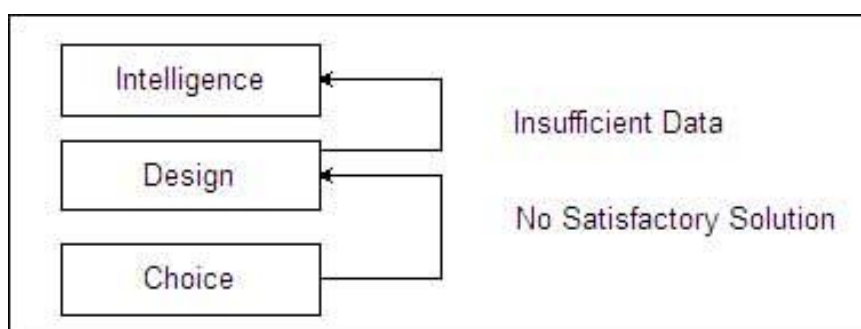 Intelligence
Insufficient Data
Design
No Satisfactory Solution
Choice